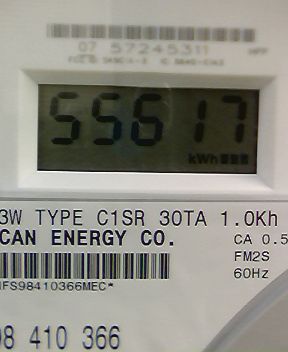 07 57245311
55617
kWh
3W TYPE C1SR 30TA 1.0Kh
CAN ENERGY CO.
CA 0.5
FM2S
60Hz
IFS98410366MEC*
98 410 366